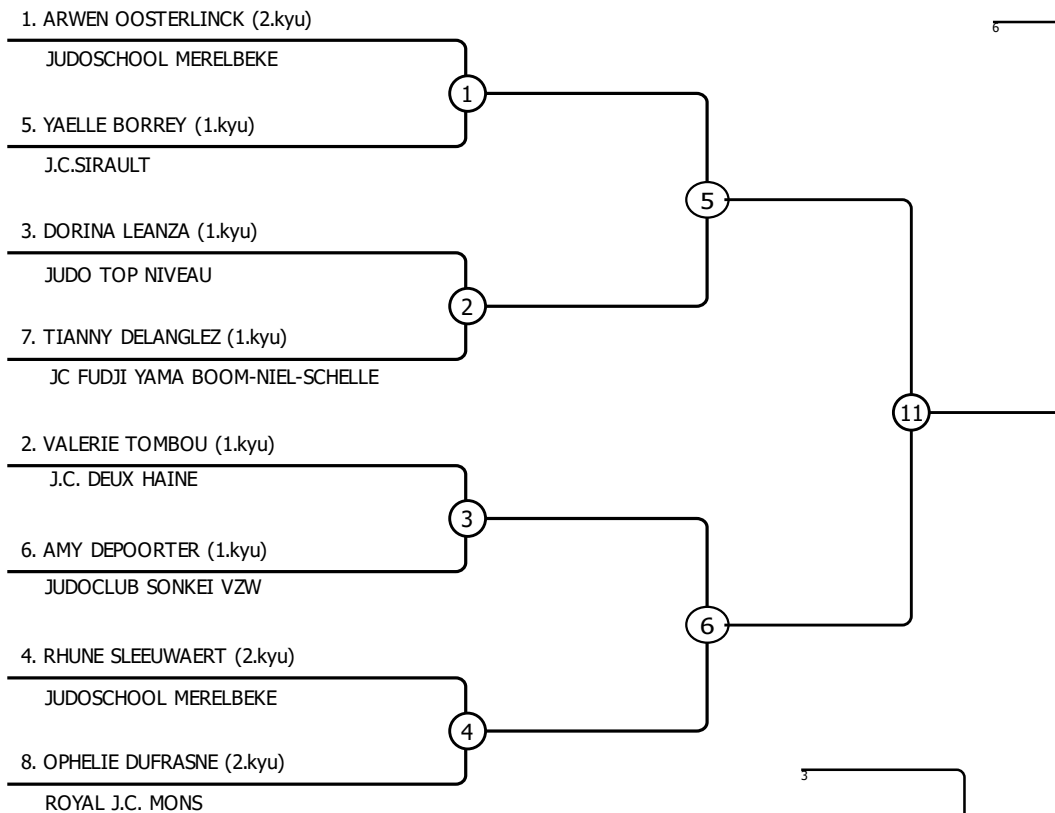 1. ARWEN OOSTERLINCK (2.kyu)
6
JUDOSCHOOL MERELBEKE
1
5. YAELLE BORREY (1.kyu)
J.C.SIRAULT
5
3. DORINA LEANZA (1.kyu)
JUDO TOP NIVEAU
2
7. TIANNY DELANGLEZ (1.kyu)
JC FUDJI YAMA BOOM-NIEL-SCHELLE
11
2. VALERIE TOMBOU (1.kyu)
J.C. DEUX HAINE
3
6. AMY DEPOORTER (1.kyu)
JUDOCLUB SONKEI VZW
6
4. RHUNE SLEEUWAERT (2.kyu)
JUDOSCHOOL MERELBEKE
4
8. OPHELIE DUFRASNE (2.kyu)
3
ROYAL J.C. MONS